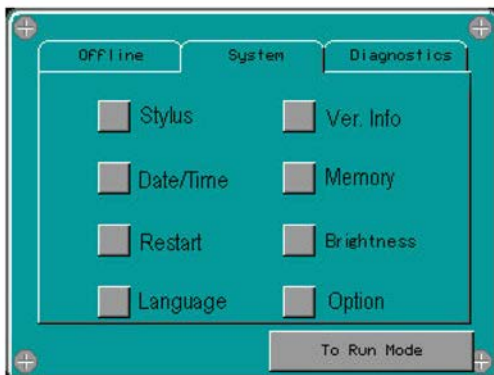 Offline System Diagnostics
Stylus Ver. Info
Date/Time Memory
Restart Brightness
Language Option
To Run Mode